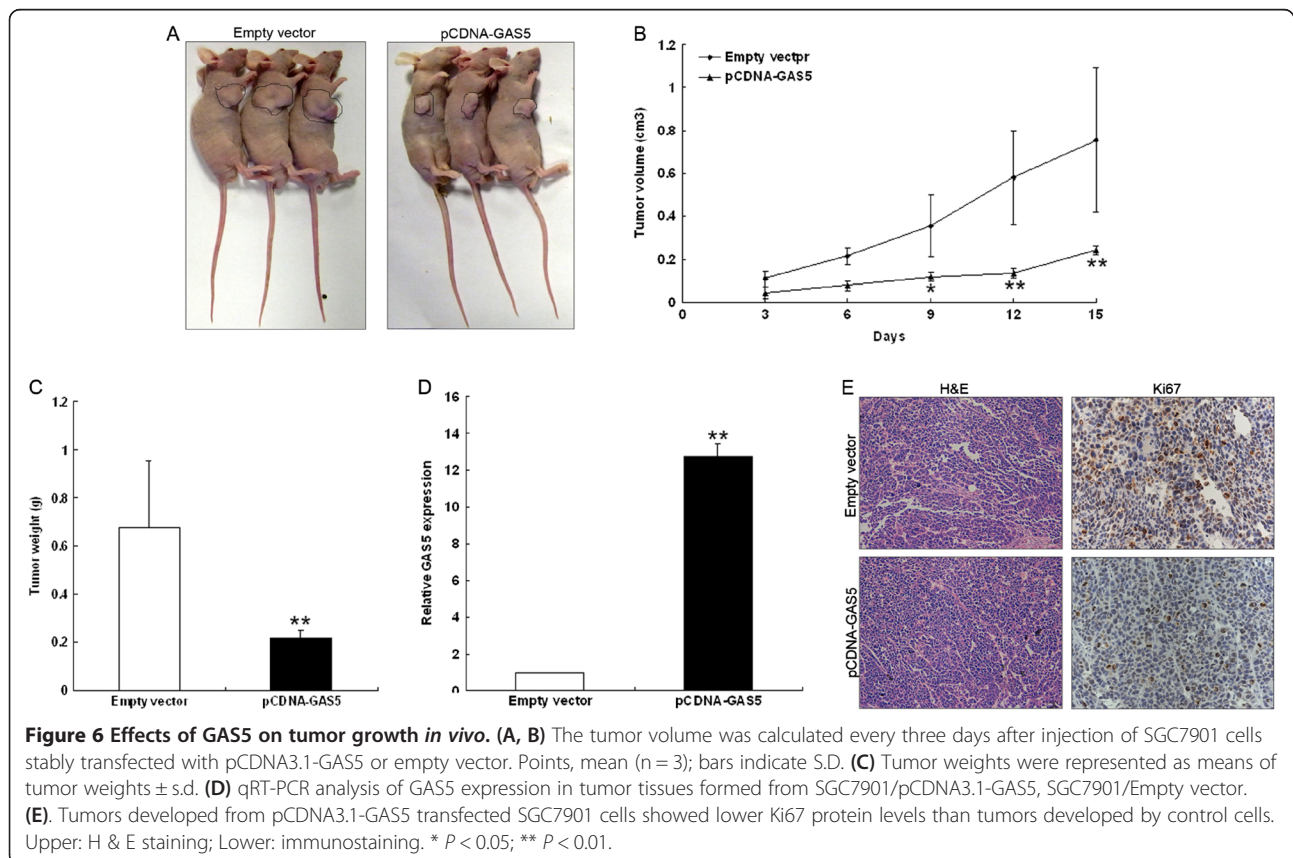 A
Empty vector
pCDNA-GAS5
B
Empty vectpr
pCDNA-GAS5
Tumor volume (cm3)
1.2
1
0.8
0.6
0.4
0.2
0
0
3
6
9
12
15
*
**
**
Days
C
Tumor weight (g)
1.2
1
0.8
0.6
0.4
0.2
0
**
Empty vector
pCDNA-GAS5
D
Relative GAS5 expression
16
14
12
10
8
6
4
2
0
**
Empty vector
pCDNA-GAS5
E
H&E
Ki67
Empty vector
pCDNA-GAS5
Figure 6 Effects of GAS5 on tumor growth in vivo. (A, B) The tumor volume was calculated every three days after injection of SGC7901 cells
stably transfected with pCDNA3.1-GAS5 or empty vector. Points, mean (n = 3); bars indicate S.D. (C) Tumor weights were represented as means of
tumor weights ± s.d. (D) qRT-PCR analysis of GAS5 expression in tumor tissues formed from SGC7901/pCDNA3.1-GAS5, SGC7901/Empty vector.
(E). Tumors developed from pCDNA3.1-GAS5 transfected SGC7901 cells showed lower Ki67 protein levels than tumors developed by control cells.
Upper: H & E staining; Lower: immunostaining. * P < 0.05; ** P < 0.01.